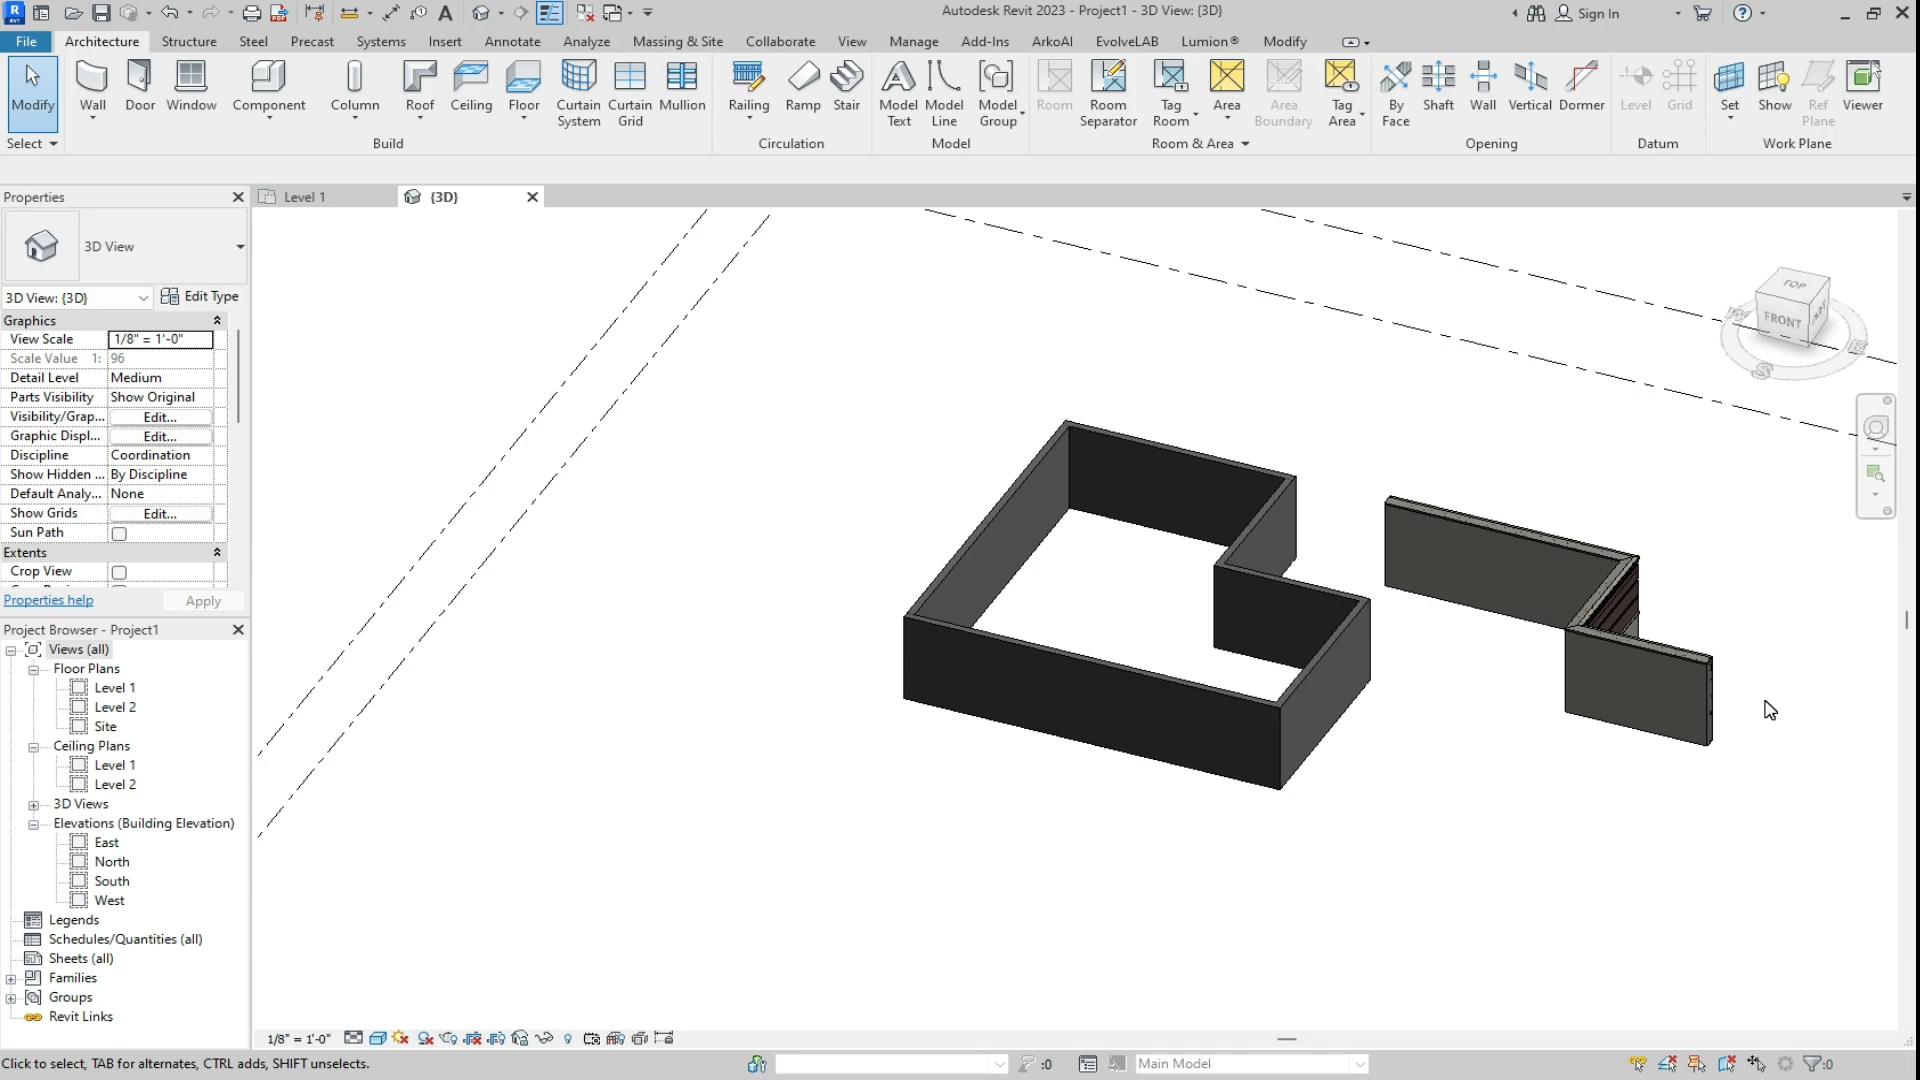 Autodesk Revit 2023 - Project1 - 3D View: {3D}
Sign In
File Architecture Structure Steel Precast Systems Insert Annotate Analyze Massing & Site Collaborate View Manage Add-Ins ArkoAI EvolveLAB Lumion® Modify
Modify Wall Door Window Component Column Roof Ceiling Floor Curtain System Curtain Grid Mullion Railing Ramp Stair Model Text Model Line Model Group Room Room Separator Tag Room Area Area Boundary Tag Area By Face Shaft Wall Vertical Dormer Level Grid Set Show Ref Plane Viewer
Select Build Circulation Model Room & Area Opening Datum Work Plane
Properties
Level 1
{3D}
3D View
3D View: {3D}
Edit Type
Graphics
View Scale 1/8" = 1'-0"
Scale Value 1: 96
Detail Level Medium
Parts Visibility Show Original
Visibility/Grap... Edit...
Graphic Displ... Edit...
Discipline Coordination
Show Hidden ... By Discipline
Default Analy... None
Show Grids Edit...
Sun Path
Extents
Crop View
Properties help
Apply
TOP
FRONT
S
E
Project Browser - Project1
Views (all)
Floor Plans
Level 1
Level 2
Site
Ceiling Plans
Level 1
Level 2
3D Views
Elevations (Building Elevation)
East
North
South
West
Legends
Schedules/Quantities (all)
Sheets (all)
Families
Groups
Revit Links
1/8" = 1'-0"
Click to select, TAB for alternates, CTRL adds, SHIFT unselects.
:0
Main Model
:0